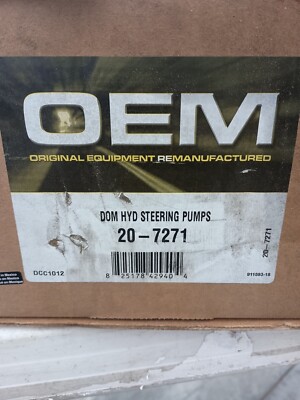 OEM
ORIGINAL EQUIPMENT REMANUFACTURED
DOM HYD STEERING PUMPS
20-7271
20-7271
DCC1012
8 25178 42940 4